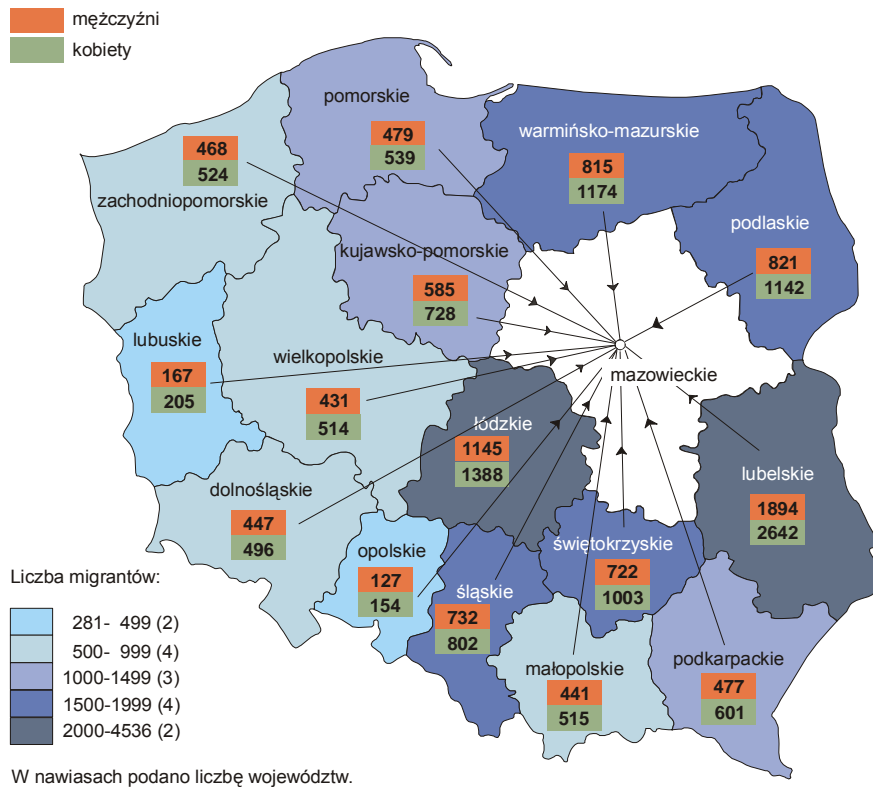 mężczyźni
kobiety
pomorskie
479
539
warmińsko-mazurskie
815
1174
468
524
zachodniopomorskie
podlaskie
821
1142
kujawsko-pomorskie
585
728
lubuskie
167
205
wielkopolskie
431
514
mazowieckie
łódzkie
1145
1388
lubelskie
1894
2642
dolnośląskie
447
496
opolskie
127
154
śląskie
732
802
świętokrzyskie
722
1003
małopolskie
441
515
podkarpackie
477
601
Liczba migrantów:
281- 499 (2)
500- 999 (4)
1000-1499 (3)
1500-1999 (4)
2000-4536 (2)
W nawiasach podano liczbę województw.